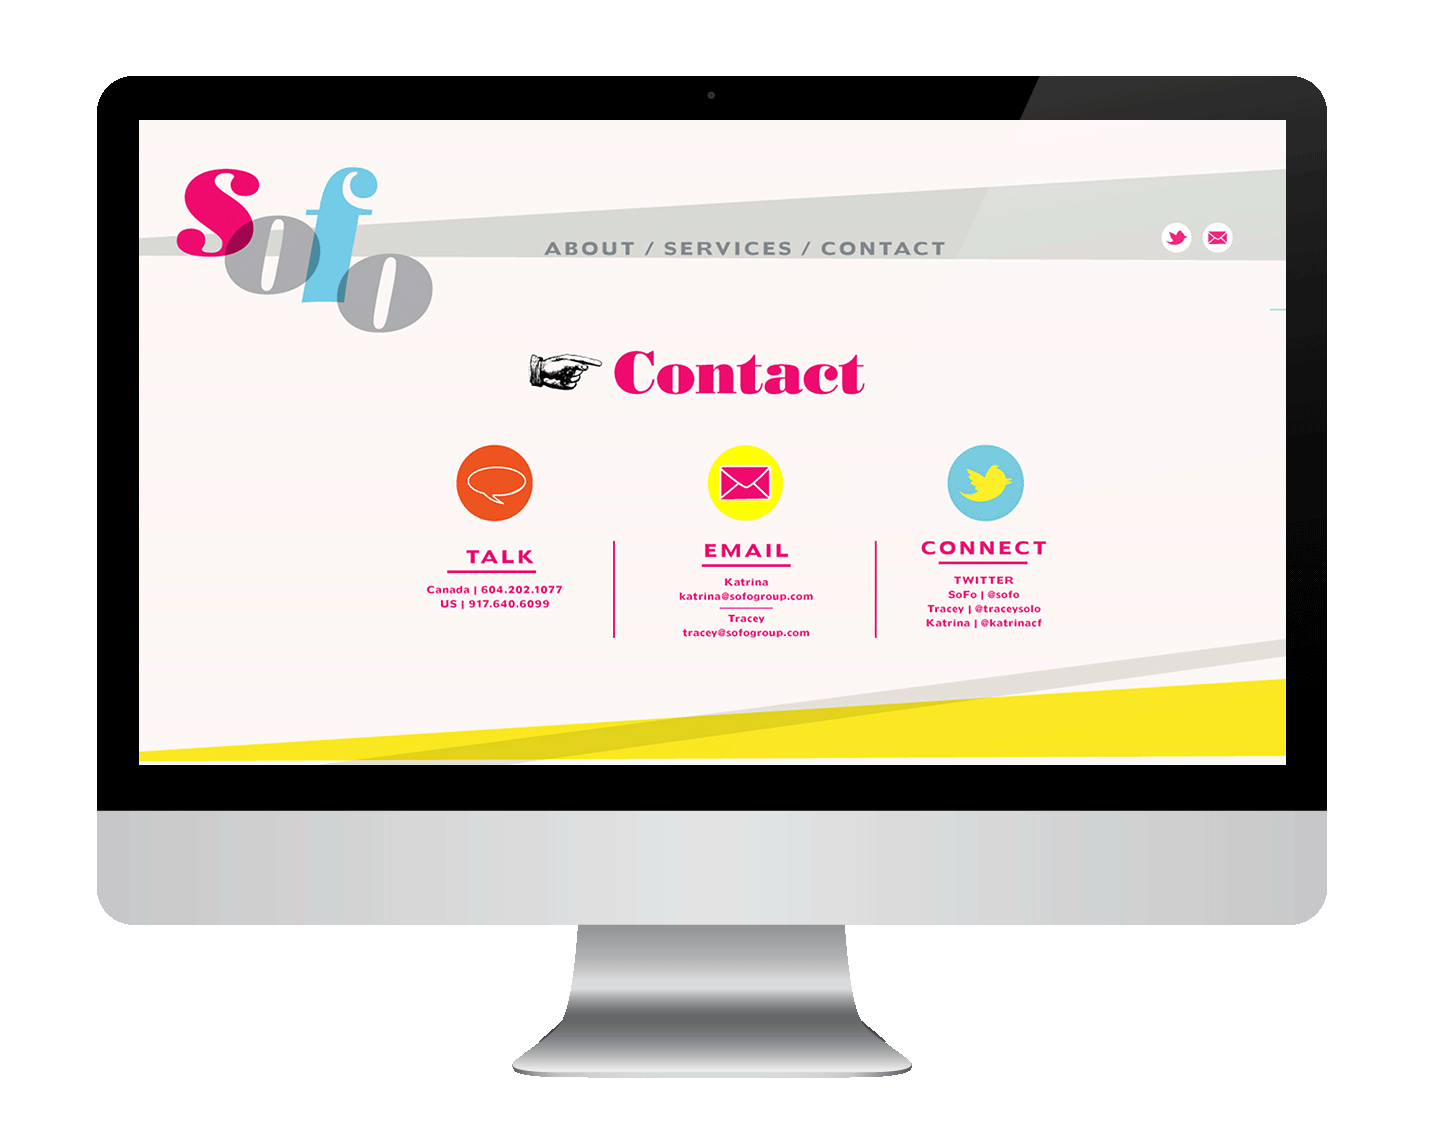 Sofo
ABOUT / SERVICES / CONTACT
Contact
TALK
Canada | 604.202.1077
US | 917.640.6099
EMAIL
Katrina
katrina@sofogroup.com
Tracey
tracey@sofogroup.com
CONNECT
TWITTER
SoFo | @sofo
Tracey | @traceysolo
Katrina | @katrinacf